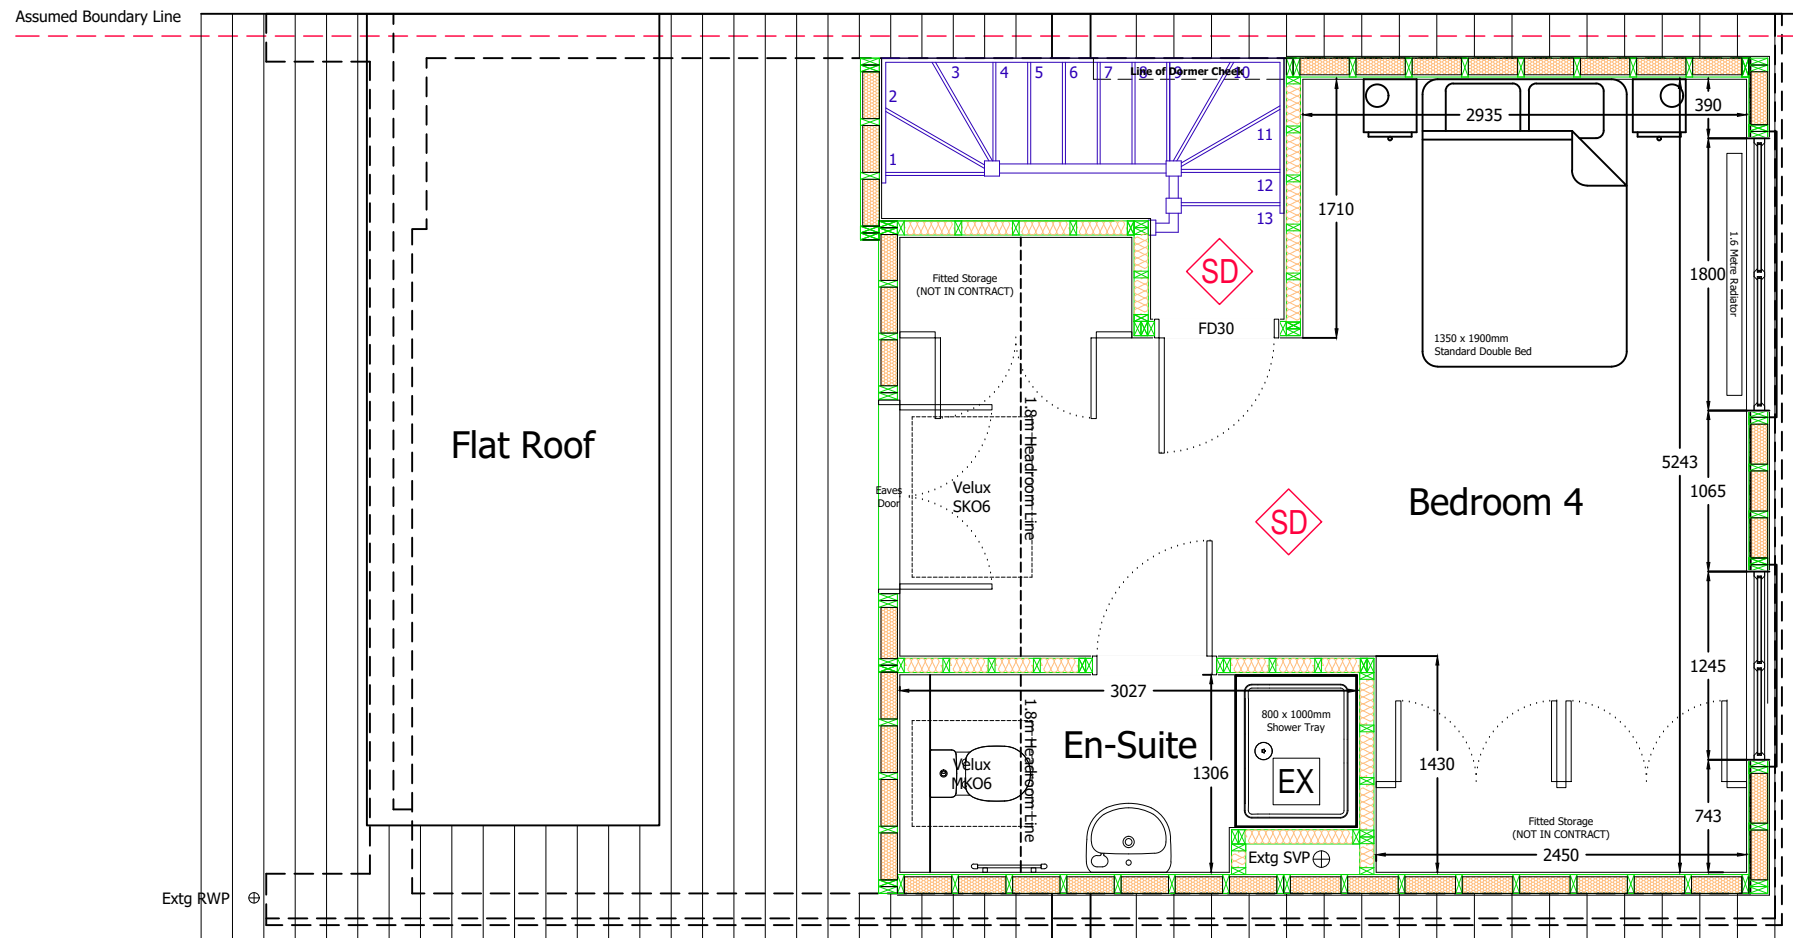 Assumed Boundary Line
Line of Dormer Cheek
1
2
3
4
5
6
7
8
9
10
11
12
13
2935
390
1710
1800
1.6 Metre Radiator
SD
FD30
Fitted Storage
(NOT IN CONTRACT)
1350 x 1900mm
Standard Double Bed
Flat Roof
1.8m Headroom Line
Eaves
Door
Velux
SKO6
SD
Bedroom 4
5243
1065
1245
3027
800 x 1000mm
Shower Tray
En-Suite
1.8m Headroom Line
Velux
MKO6
1306
EX
1430
743
Fitted Storage
(NOT IN CONTRACT)
2450
Extg SVP
Extg RWP